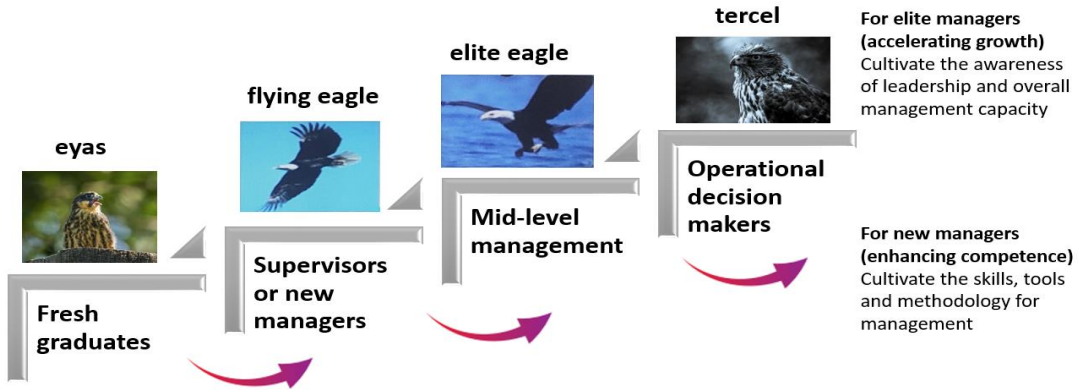 eyas
Fresh
graduates
flying eagle
Supervisors
or new
managers
elite eagle
Mid-level
management
tercel
Operational
decision
makers
For elite managers
(accelerating growth)
Cultivate the awareness
of leadership and overall
management capacity
For new managers
(enhancing competence)
Cultivate the skills, tools
and methodology for
management